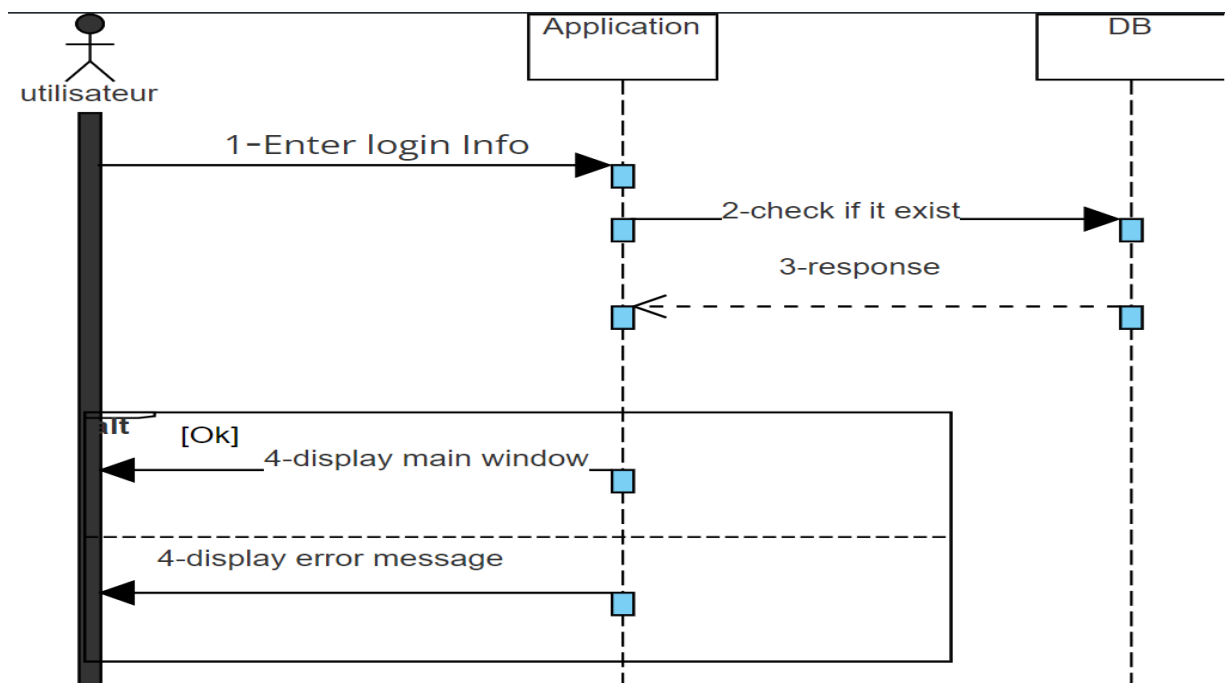 Application
DB
utilisateur
1-Enter login Info
2-check if it exist
3-response
alt
[Ok]
4-display main window
4-display error message